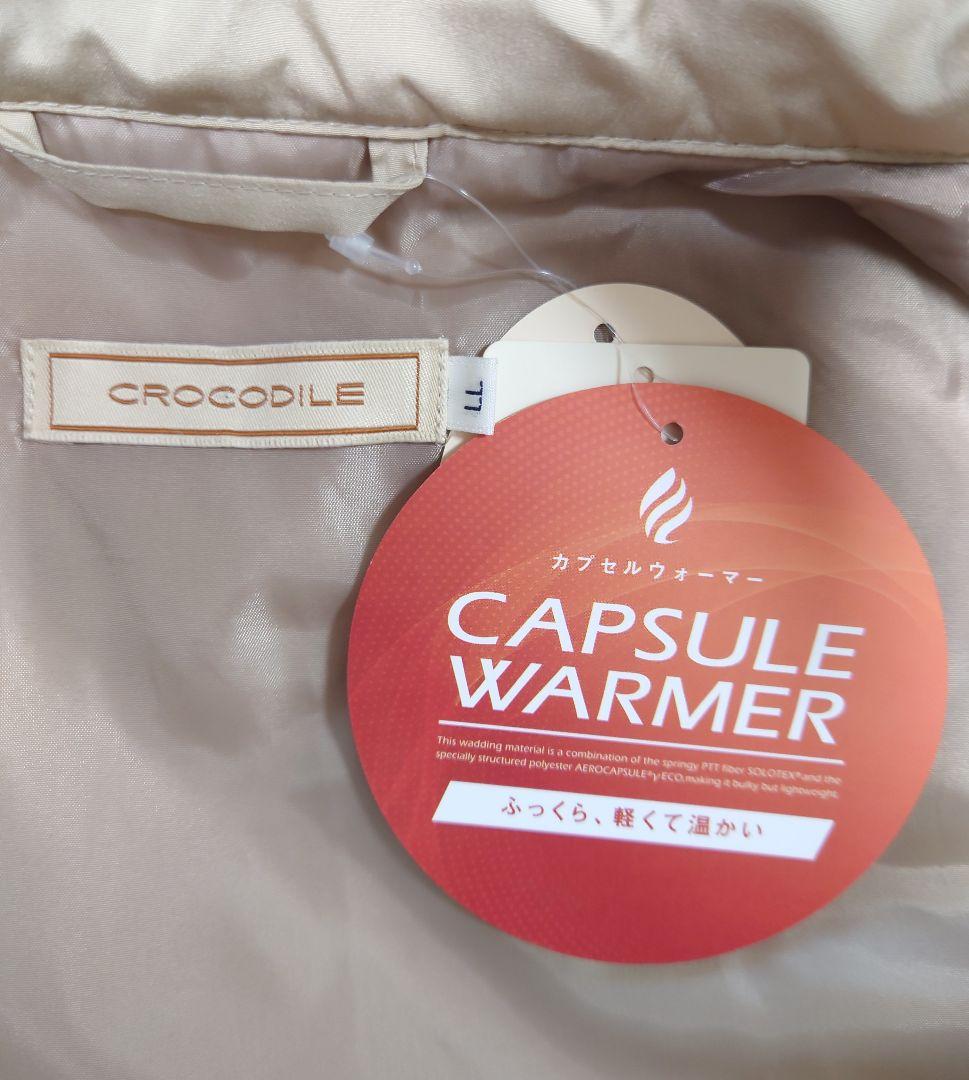 CROCODILE
LL
カプセルウォーマー
CAPSULE
WARMER
This wadding material is a combination of the springy PTT fiber SOLOTEX® and the
specially structured polyester AEROCAPSULE®γ ECO.making it bulky but lightweight.
ふっくら、軽くて温かい